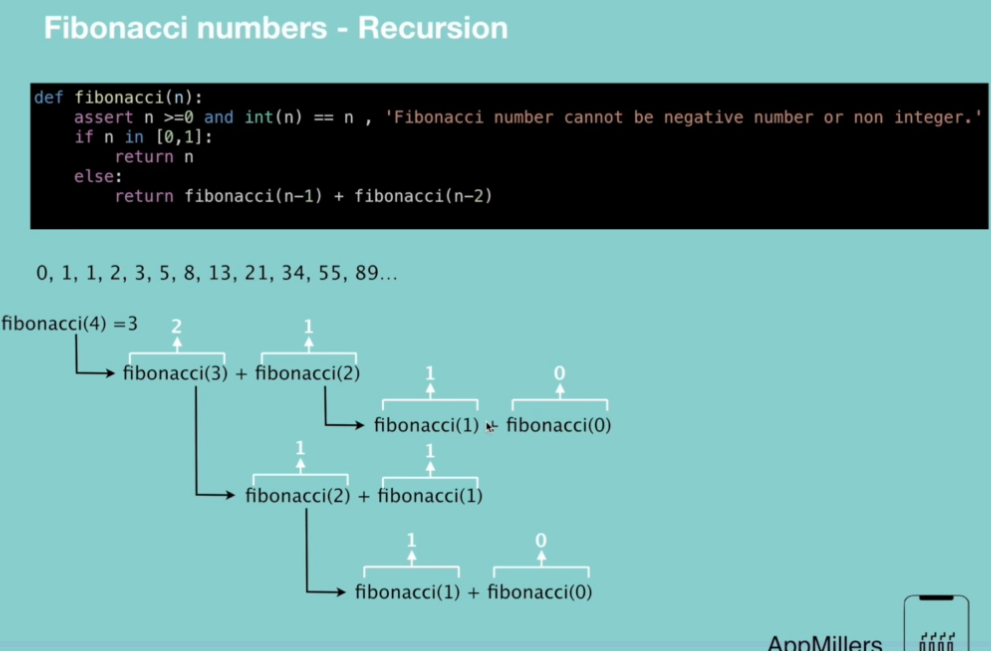 Fibonacci numbers - Recursion
def fibonacci(n):
assert n >=0 and int(n) == n , 'Fibonacci number cannot be negative number or non integer.'
if n in [0,1]:
return n
else:
return fibonacci(n-1) + fibonacci(n-2)
0, 1, 1, 2, 3, 5, 8, 13, 21, 34, 55, 89...
fibonacci(4) =3 2 1
fibonacci(3) + fibonacci(2) 1 0
fibonacci(1) + fibonacci(0)
1 1
fibonacci(2) + fibonacci(1)
1 0
fibonacci(1) + fibonacci(0)
AppMillers